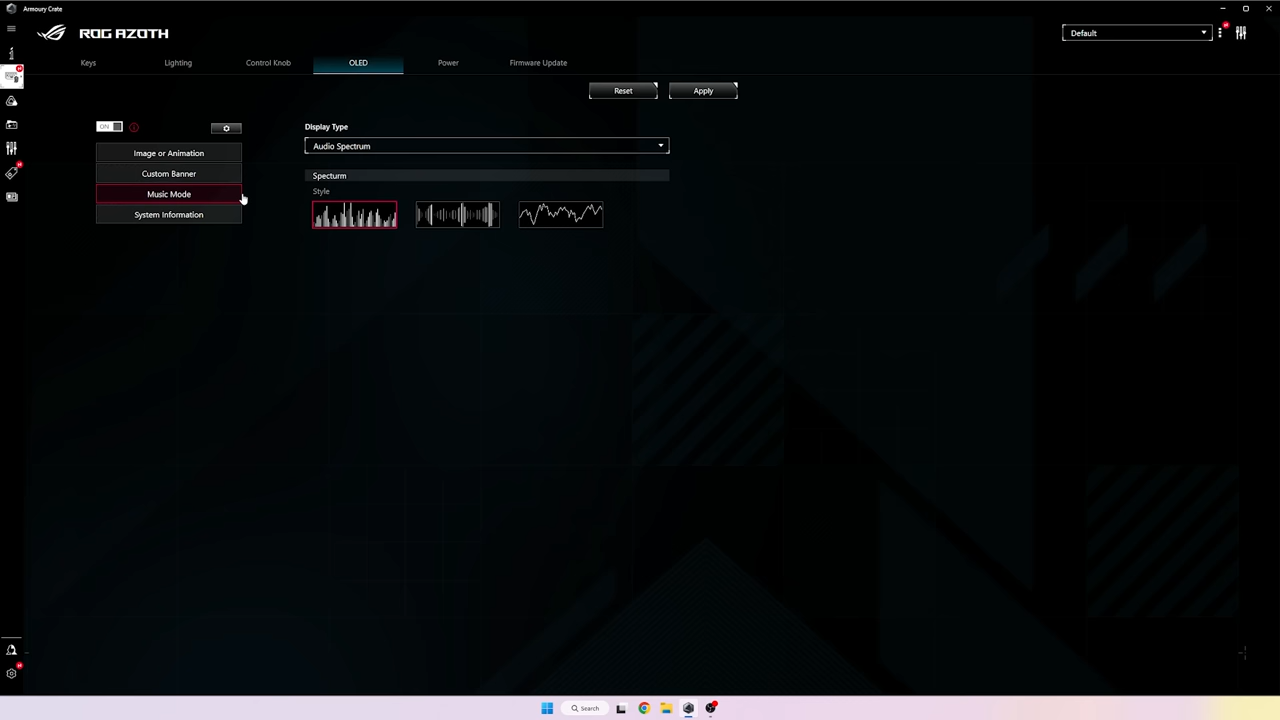 Armoury Crate
ROG AZOTH
Default
Keys
Lighting
Control Knob
OLED
Power
Firmware Update
Reset
Apply
ON
Display Type
Image or Animation
Audio Spectrum
Custom Banner
Specturm
Music Mode
Style
System Information
Search